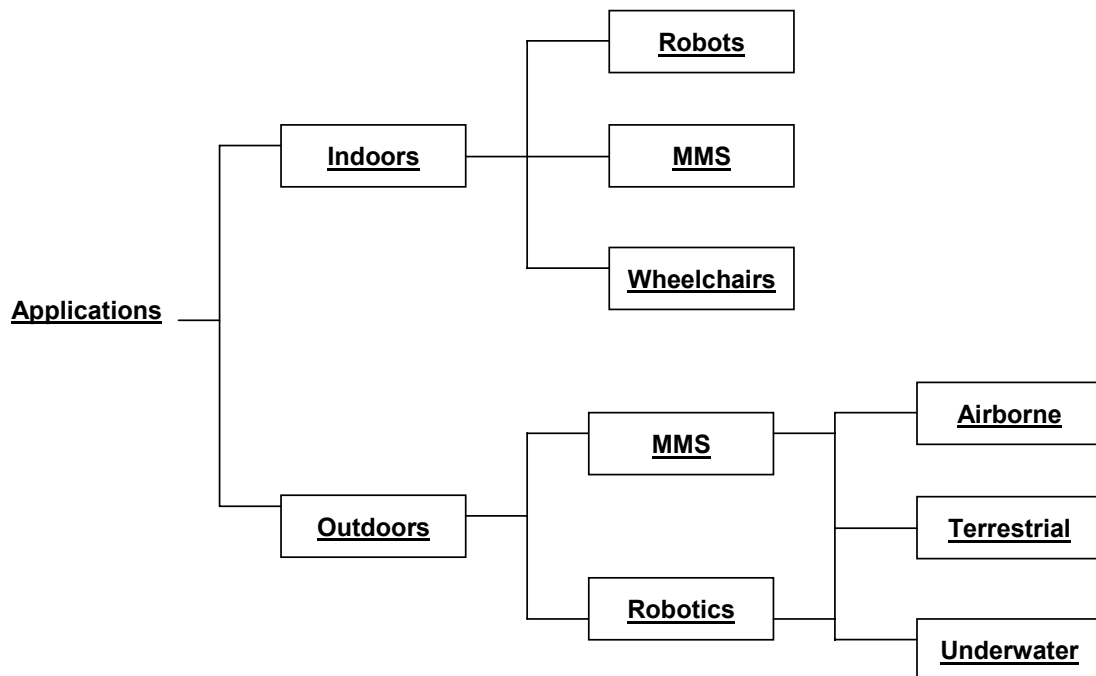 Robots
Indoors
MMS
Wheelchairs
Applications
Airborne
MMS
Outdoors
Terrestrial
Robotics
Underwater